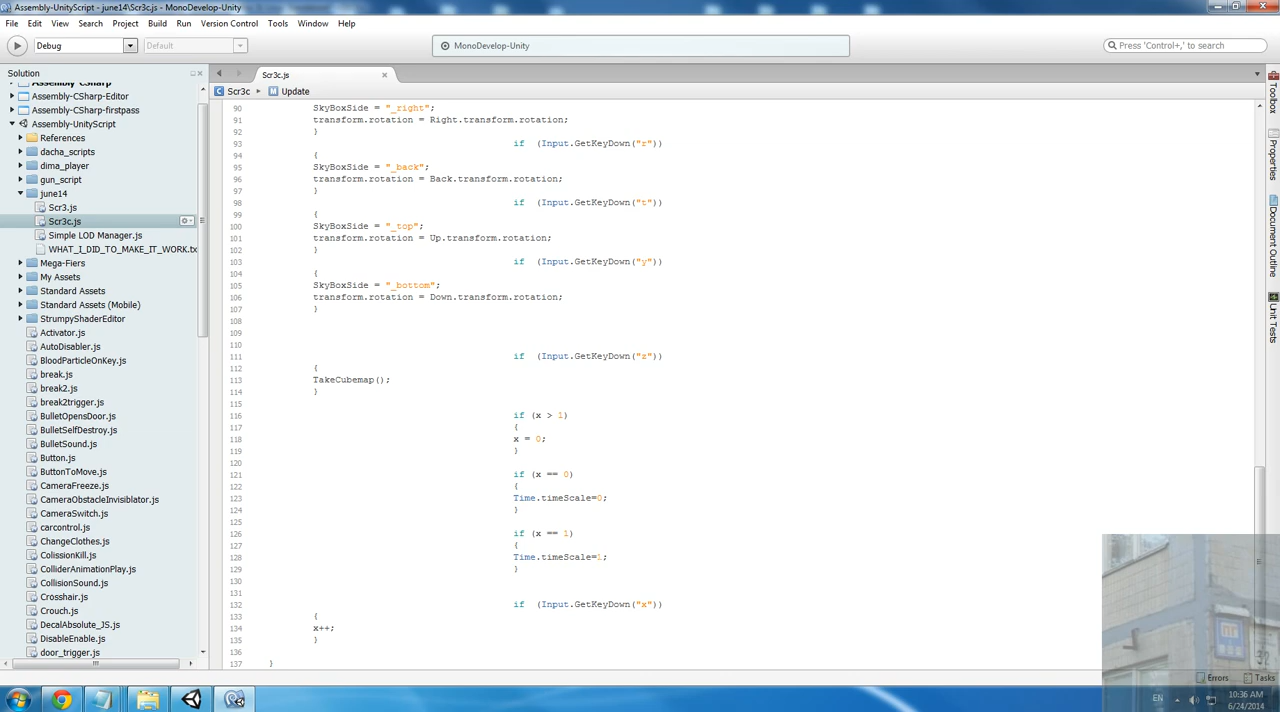 Assembly-UnityScript - june14\Scr3c.js - MonoDevelop-Unity
File Edit View Search Project Build Run Version Control Tools Window Help
Debug Default MonoDevelop-Unity Press 'Control+,' to search
Solution
Assembly-CSharp
Assembly-CSharp-Editor
Assembly-CSharp-firstpass
Assembly-UnityScript
References
dacha_scripts
dima_player
gun_script
june14
Scr3.js
Scr3c.js
Simple LOD Manager.js
WHAT_I_DID_TO_MAKE_IT_WORK.tx
Mega-Fiers
My Assets
Standard Assets
Standard Assets (Mobile)
StrumpyShaderEditor
Activator.js
AutoDisabler.js
BloodParticleOnKey.js
break.js
break2.js
break2trigger.js
BulletOpensDoor.js
BulletSelfDestroy.js
BulletSound.js
Button.js
ButtonToMove.js
CameraFreeze.js
CameraObstacleInvisiblator.js
CameraSwitch.js
carcontrol.js
ChangeClothes.js
ColissionKill.js
ColliderAnimationPlay.js
CollisionSound.js
Crosshair.js
Crouch.js
DecalAbsolute_JS.js
DisableEnable.js
door_trigger.js
Scr3c.js
Scr3c Update
90 SkyBoxSide = "_right";
91 transform.rotation = Right.transform.rotation;
92 }
93 if (Input.GetKeyDown("r"))
94 {
95 SkyBoxSide = "_back";
96 transform.rotation = Back.transform.rotation;
97 }
98 if (Input.GetKeyDown("t"))
99 {
100 SkyBoxSide = "_top";
101 transform.rotation = Up.transform.rotation;
102 }
103 if (Input.GetKeyDown("y"))
104 {
105 SkyBoxSide = "_bottom";
106 transform.rotation = Down.transform.rotation;
107 }
108
109
110
111 if (Input.GetKeyDown("z"))
112 {
113 TakeCubemap();
114 }
115
116 if (x > 1)
117 {
118 x = 0;
119 }
120
121 if (x == 0)
122 {
123 Time.timeScale=0;
124 }
125
126 if (x == 1)
127 {
128 Time.timeScale=1;
129 }
130
131
132 if (Input.GetKeyDown("x"))
133 {
134 x++;
135 }
136
137 }
Toolbox
Properties
Document Outline
Unit Tests
Errors Tasks
EN
10:36 AM
6/24/2014